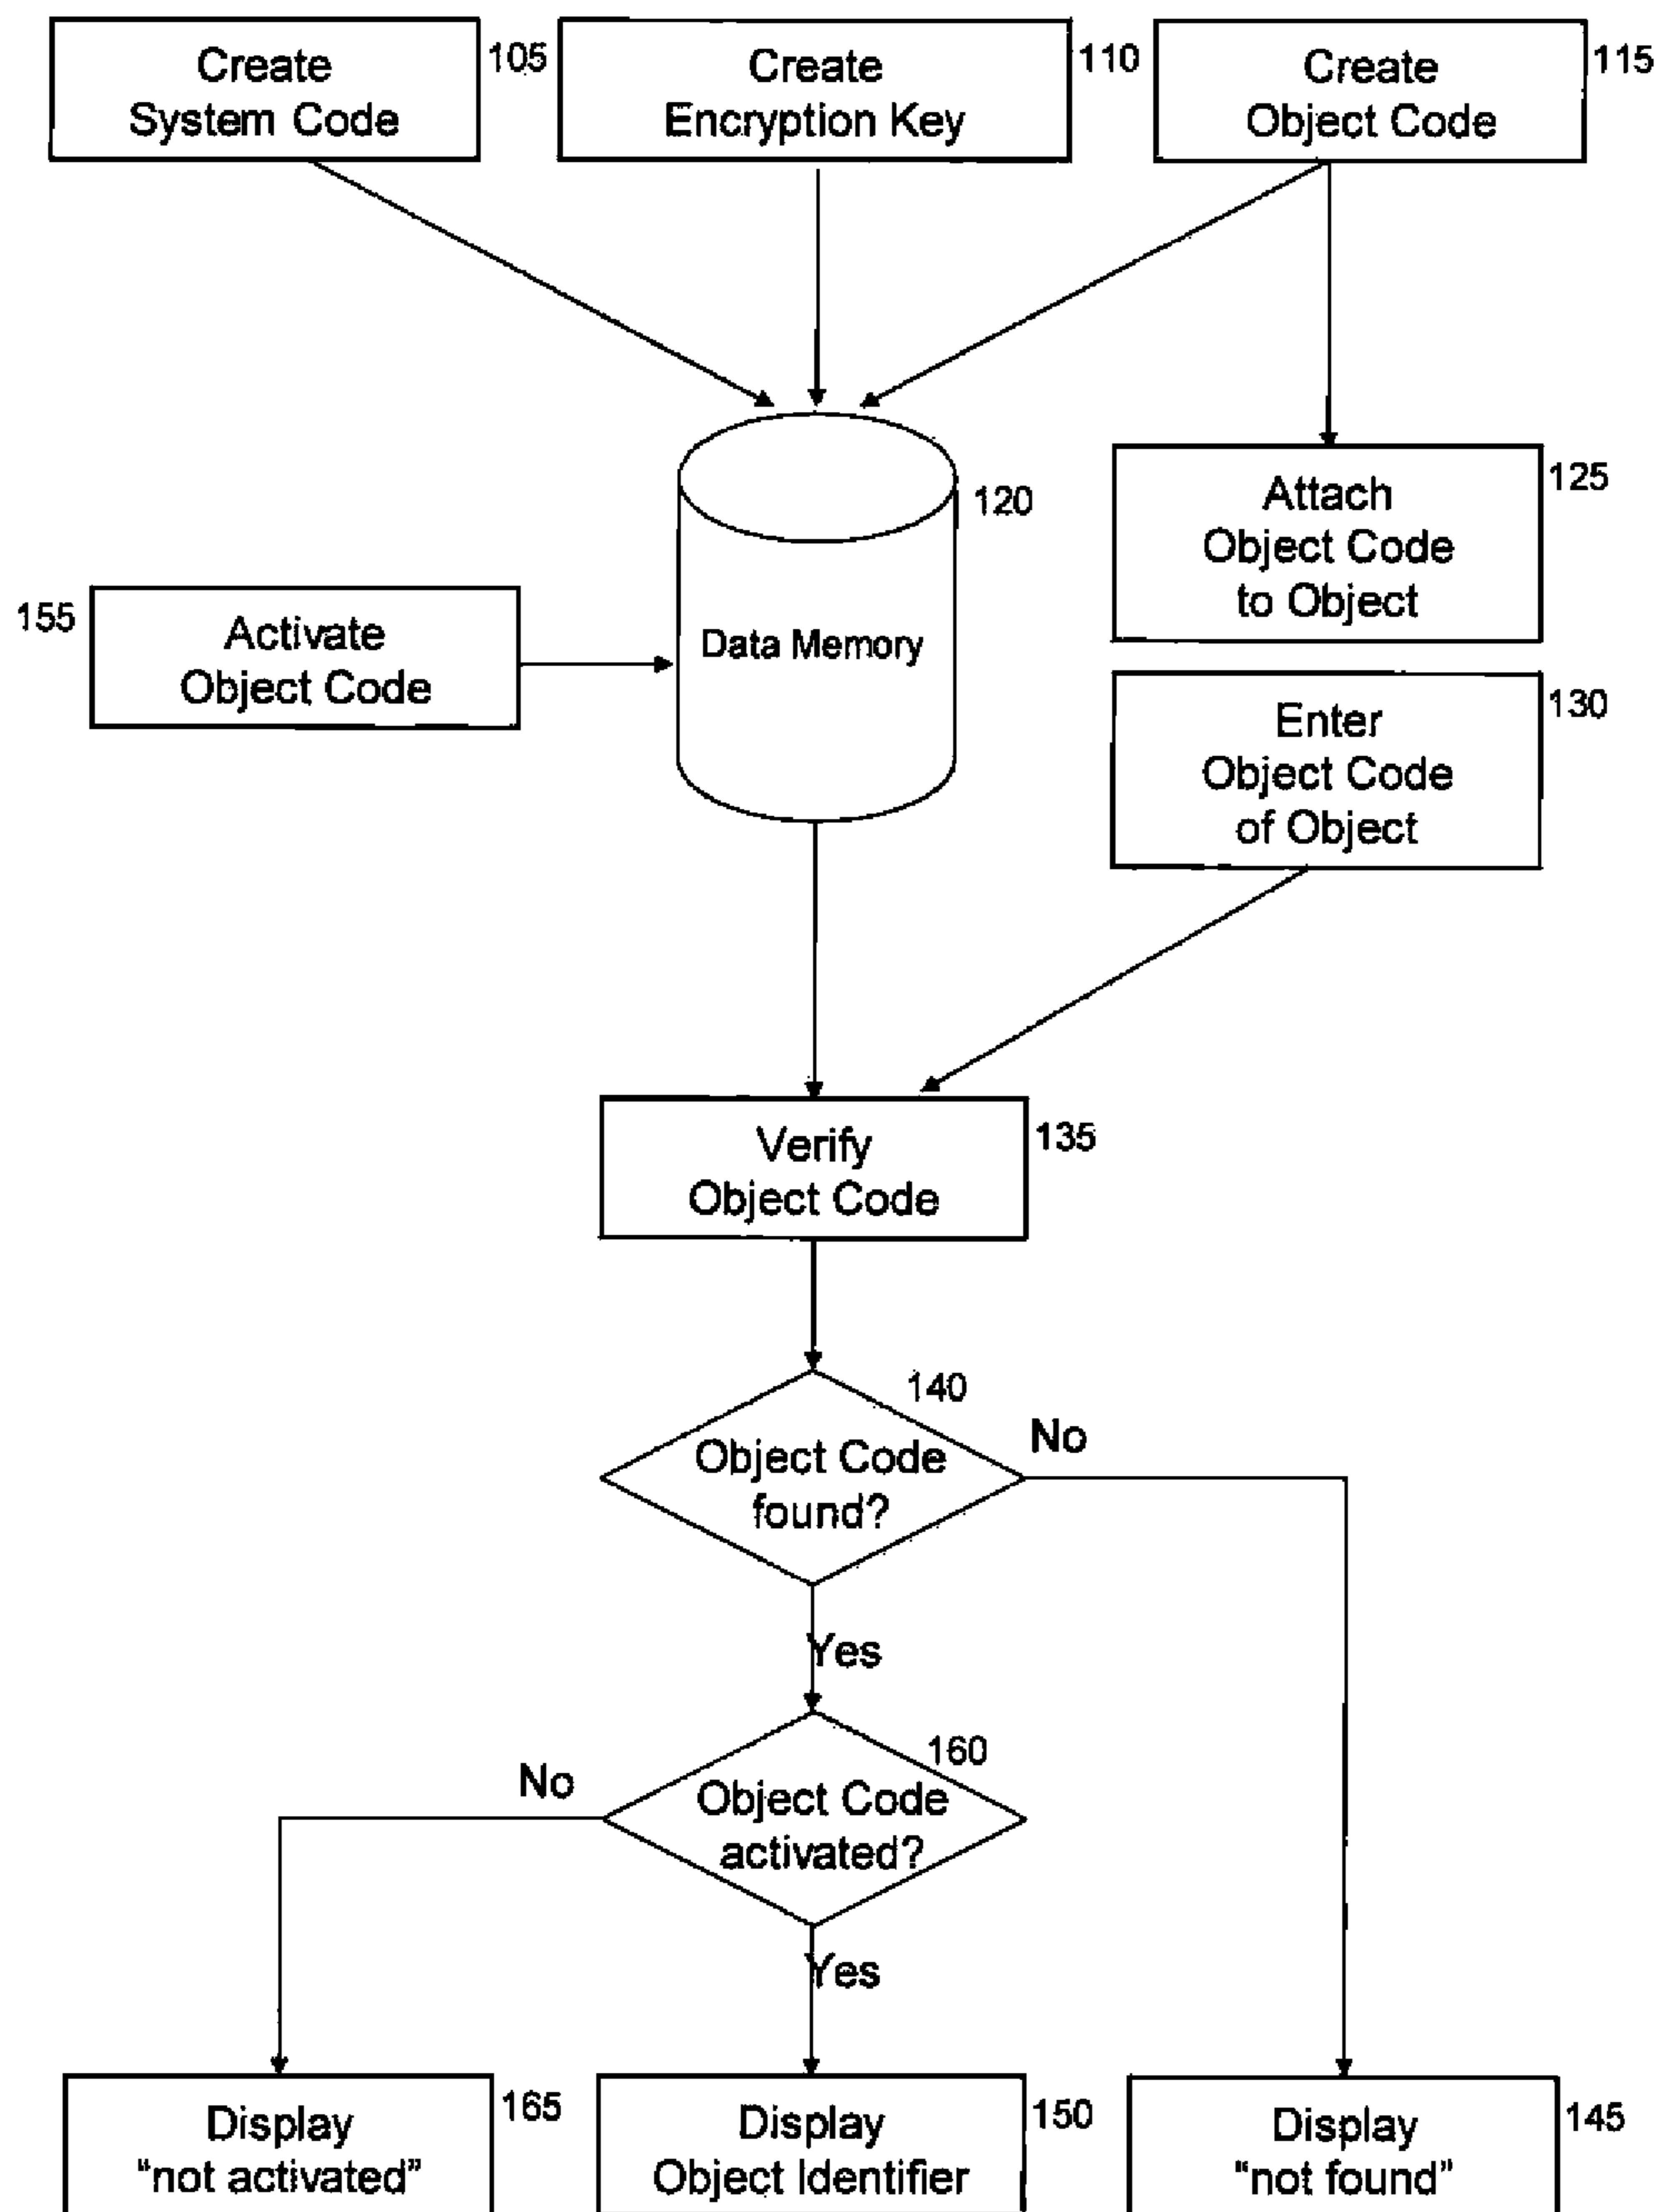 Create
System Code
105
Create
Encryption Key
110
Create
Object Code
115
120
Data Memory
Attach
Object Code
to Object
125
155
Activate
Object Code
Enter
Object Code
of Object
130
Verify
Object Code
135
140
Object Code
found?
No
Yes
160
No
Object Code
activated?
Yes
Display
"not activated"
165
Display
Object Identifier
150
Display
"not found"
145